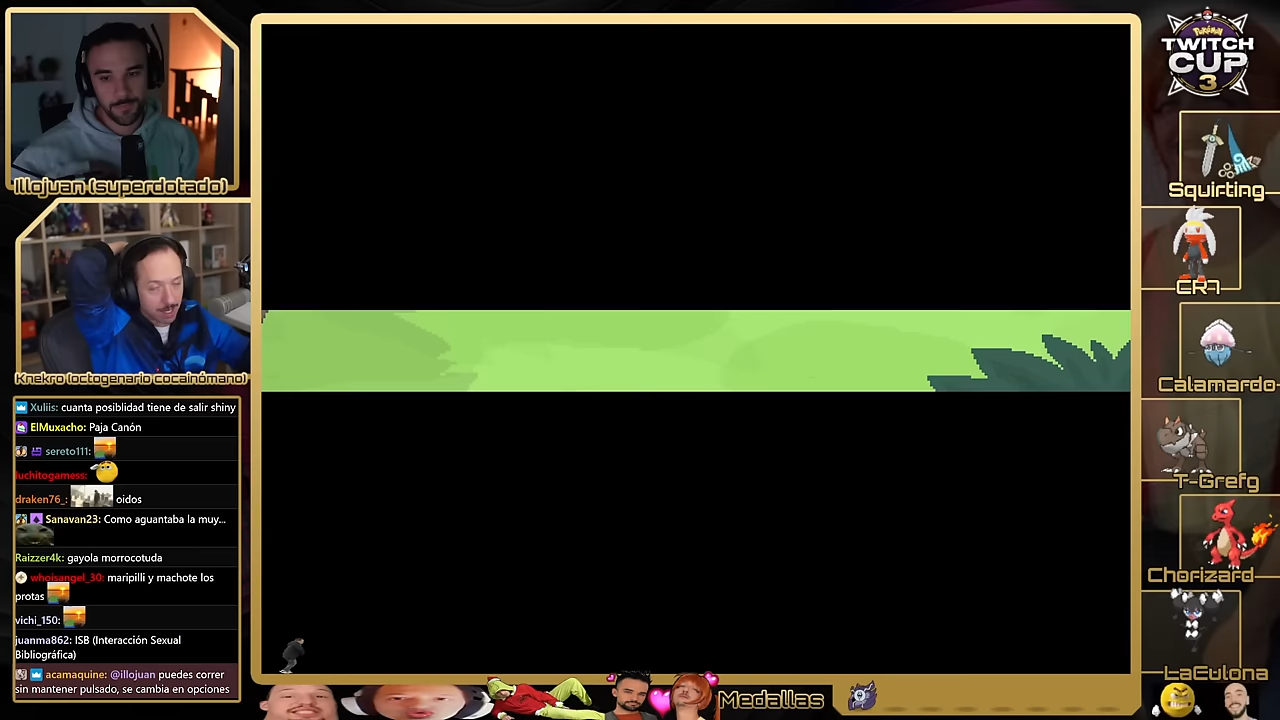 Illojuan (superdotado)
Knekro (octogenario cocainómano)
Xuliis: cuanta posiblidad tiene de salir shiny
ElMuxacho: Paja Canón
sereto111:
luchitogamess:
draken76_: oidos
Sanavan23: Como aguantaba la muy...
Raizzer4k: gayola morrocotuda
whoisangel_30: maripilli y machote los
protas
vichi_150:
juanma862: ISB (Interacción Sexual
Bibliográfica)
acamaquine: @illojuan puedes correr
sin mantener pulsado, se cambia en opciones
Medallas
Pokémon
TWITCH
CUP
3
Squirting
CR7
Calamardo
T-Grefg
Chorizard
LaCulona